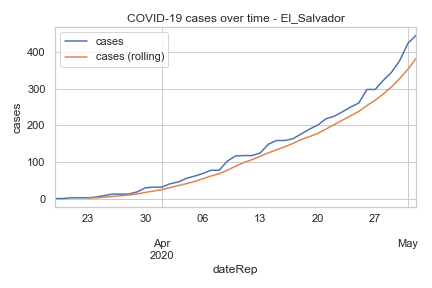 COVID-19 cases over time - El_Salvador
cases
cases (rolling)
cases
400
300
200
100
0
23
30
06
13
20
27
Apr
2020
May
dateRep